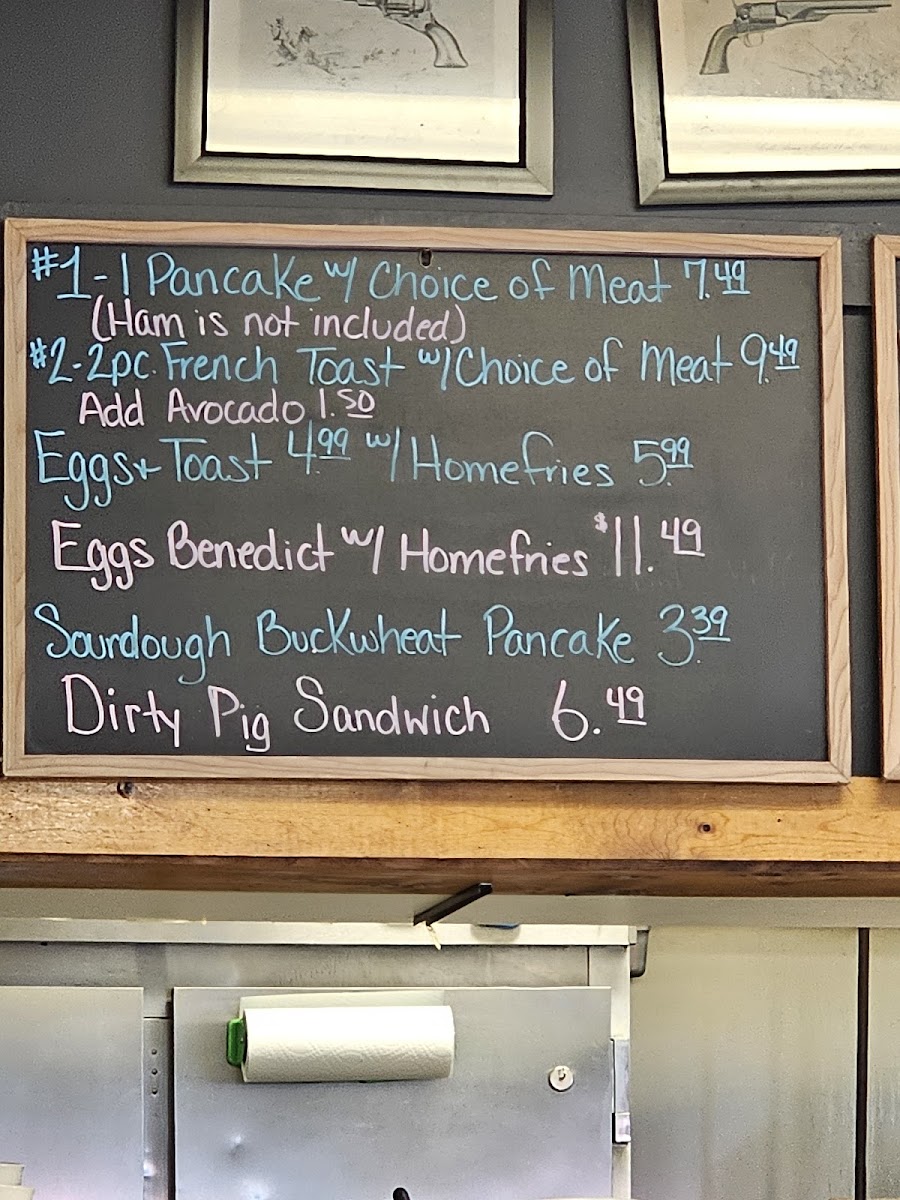 #1-1 Pancake w/ Choice of Meat 7.49
(Ham is not included)
#2-2pc. French Toast w/ Choice of Meat 9.49
Add Avocado 1.50
Eggs & Toast 4.99 w/ Homefries 5.99
Eggs Benedict w/ Homefries $11.49
Sourdough Buckwheat Pancake 3.39
Dirty Pig Sandwich 6.49